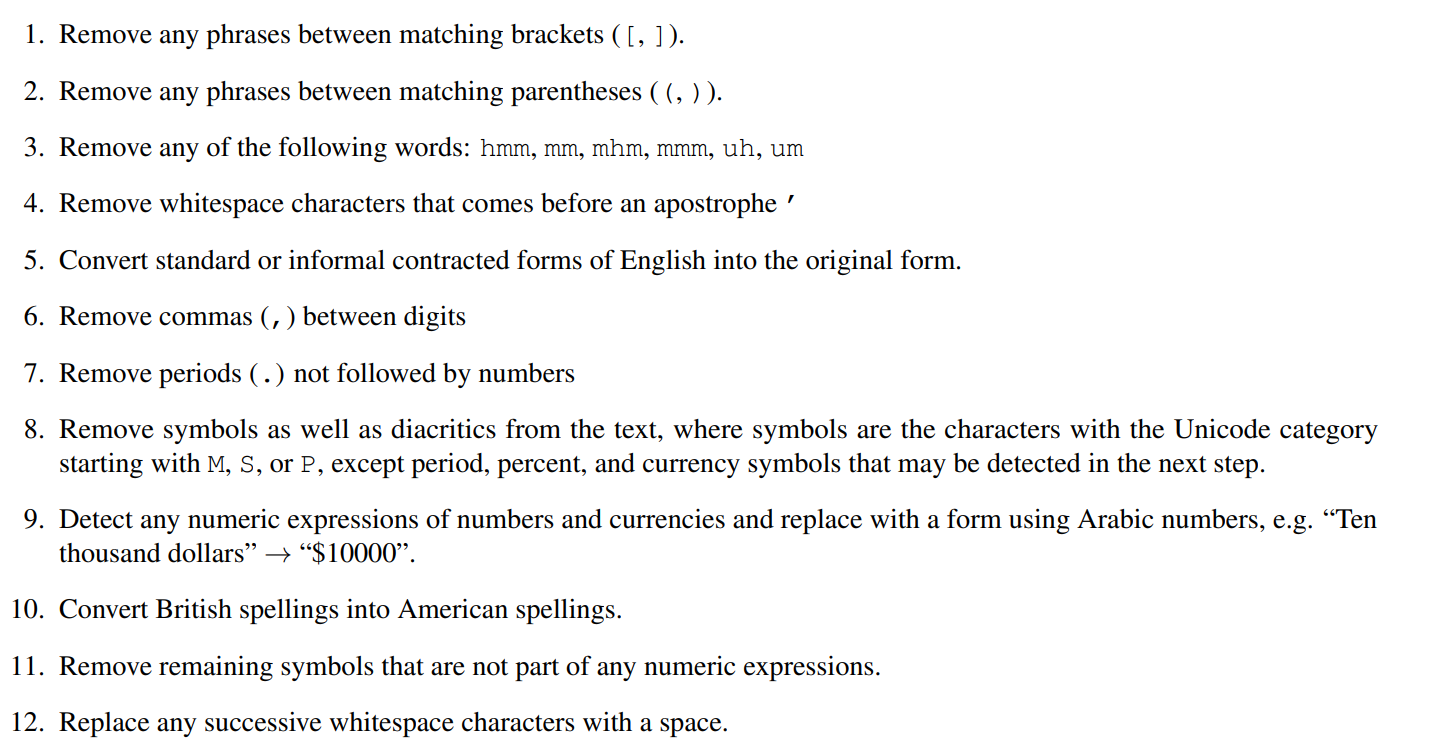 1. Remove any phrases between matching brackets ([, ]).
2. Remove any phrases between matching parentheses ((, )).
3. Remove any of the following words: hmm, mm, mhm, mmm, uh, um
4. Remove whitespace characters that comes before an apostrophe ′
5. Convert standard or informal contracted forms of English into the original form.
6. Remove commas (,) between digits
7. Remove periods (.) not followed by numbers
8. Remove symbols as well as diacritics from the text, where symbols are the characters with the Unicode category
starting with M, S, or P, except period, percent, and currency symbols that may be detected in the next step.
9. Detect any numeric expressions of numbers and currencies and replace with a form using Arabic numbers, e.g. “Ten
thousand dollars” → “$10000”.
10. Convert British spellings into American spellings.
11. Remove remaining symbols that are not part of any numeric expressions.
12. Replace any successive whitespace characters with a space.